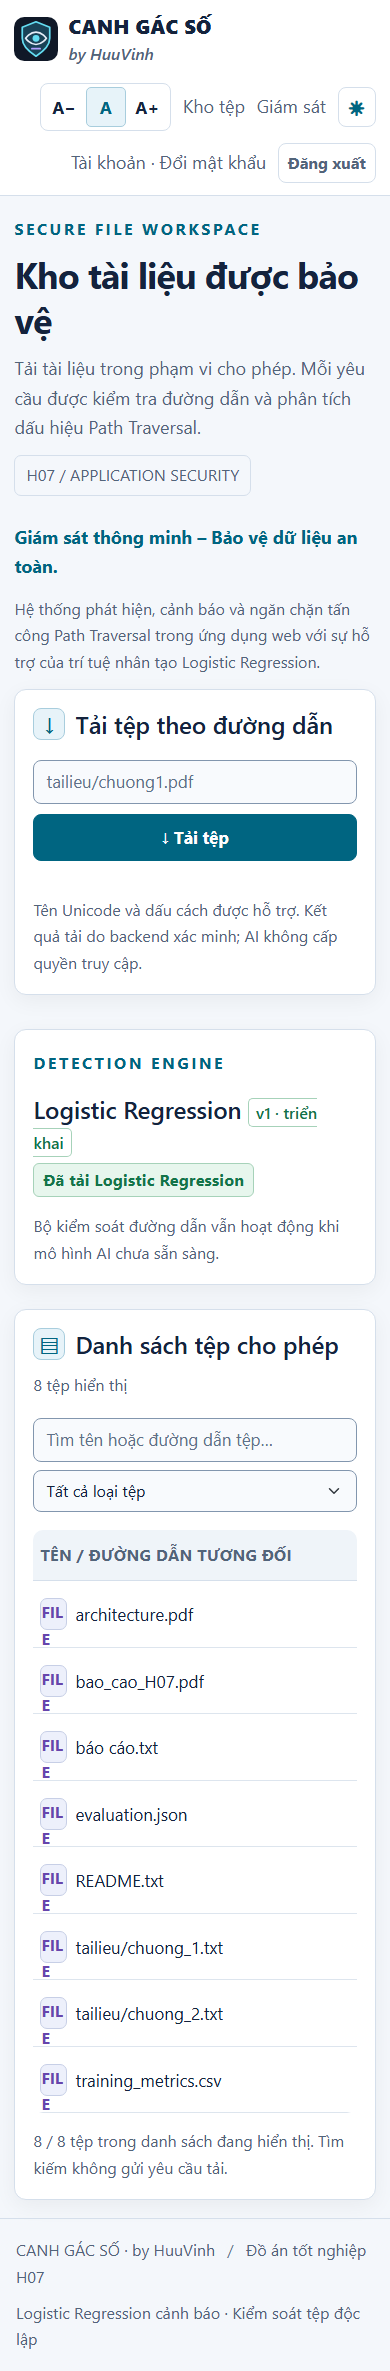 CANH GÁC SỐ
by HuuVinh
A− A A+ Kho tệp Giám sát
Tài khoản · Đổi mật khẩu Đăng xuất
SECURE FILE WORKSPACE
Kho tài liệu được bảo
vệ
Tải tài liệu trong phạm vi cho phép. Mỗi yêu
cầu được kiểm tra đường dẫn và phân tích
dấu hiệu Path Traversal.
H07 / APPLICATION SECURITY
Giám sát thông minh – Bảo vệ dữ liệu an
toàn.
Hệ thống phát hiện, cảnh báo và ngăn chặn tấn
công Path Traversal trong ứng dụng web với sự hỗ
trợ của trí tuệ nhân tạo Logistic Regression.
↓ Tải tệp theo đường dẫn
tailieu/chuong1.pdf
↓ Tải tệp
Tên Unicode và dấu cách được hỗ trợ. Kết
quả tải do backend xác minh; AI không cấp
quyền truy cập.
DETECTION ENGINE
Logistic Regression v1 · triển
khai
Đã tải Logistic Regression
Bộ kiểm soát đường dẫn vẫn hoạt động khi
mô hình AI chưa sẵn sàng.
Danh sách tệp cho phép
8 tệp hiển thị
Tìm tên hoặc đường dẫn tệp...
Tất cả loại tệp
TÊN / ĐƯỜNG DẪN TƯƠNG ĐỐI
FIL architecture.pdf
E
FIL bao_cao_H07.pdf
E
FIL báo cáo.txt
E
FIL evaluation.json
E
FIL README.txt
E
FIL tailieu/chuong_1.txt
E
FIL tailieu/chuong_2.txt
E
FIL training_metrics.csv
E
8 / 8 tệp trong danh sách đang hiển thị. Tìm
kiếm không gửi yêu cầu tải.
CANH GÁC SỐ · by HuuVinh / Đồ án tốt nghiệp
H07
Logistic Regression cảnh báo · Kiểm soát tệp độc
lập